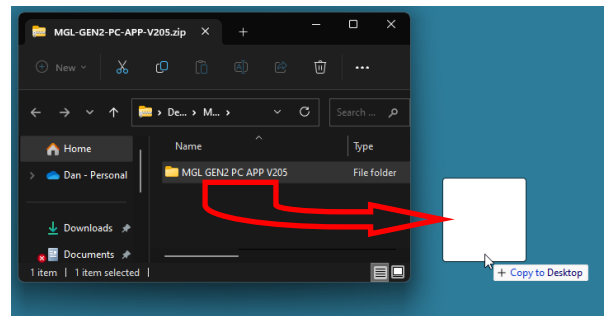 MGL-GEN2-PC-APP-V205.zip
New
De... > M... >
Search ...
Home
Name
Type
Dan - Personal
MGL GEN2 PC APP V205
File folder
Downloads
Documents
1 item | 1 item selected |
+ Copy to Desktop